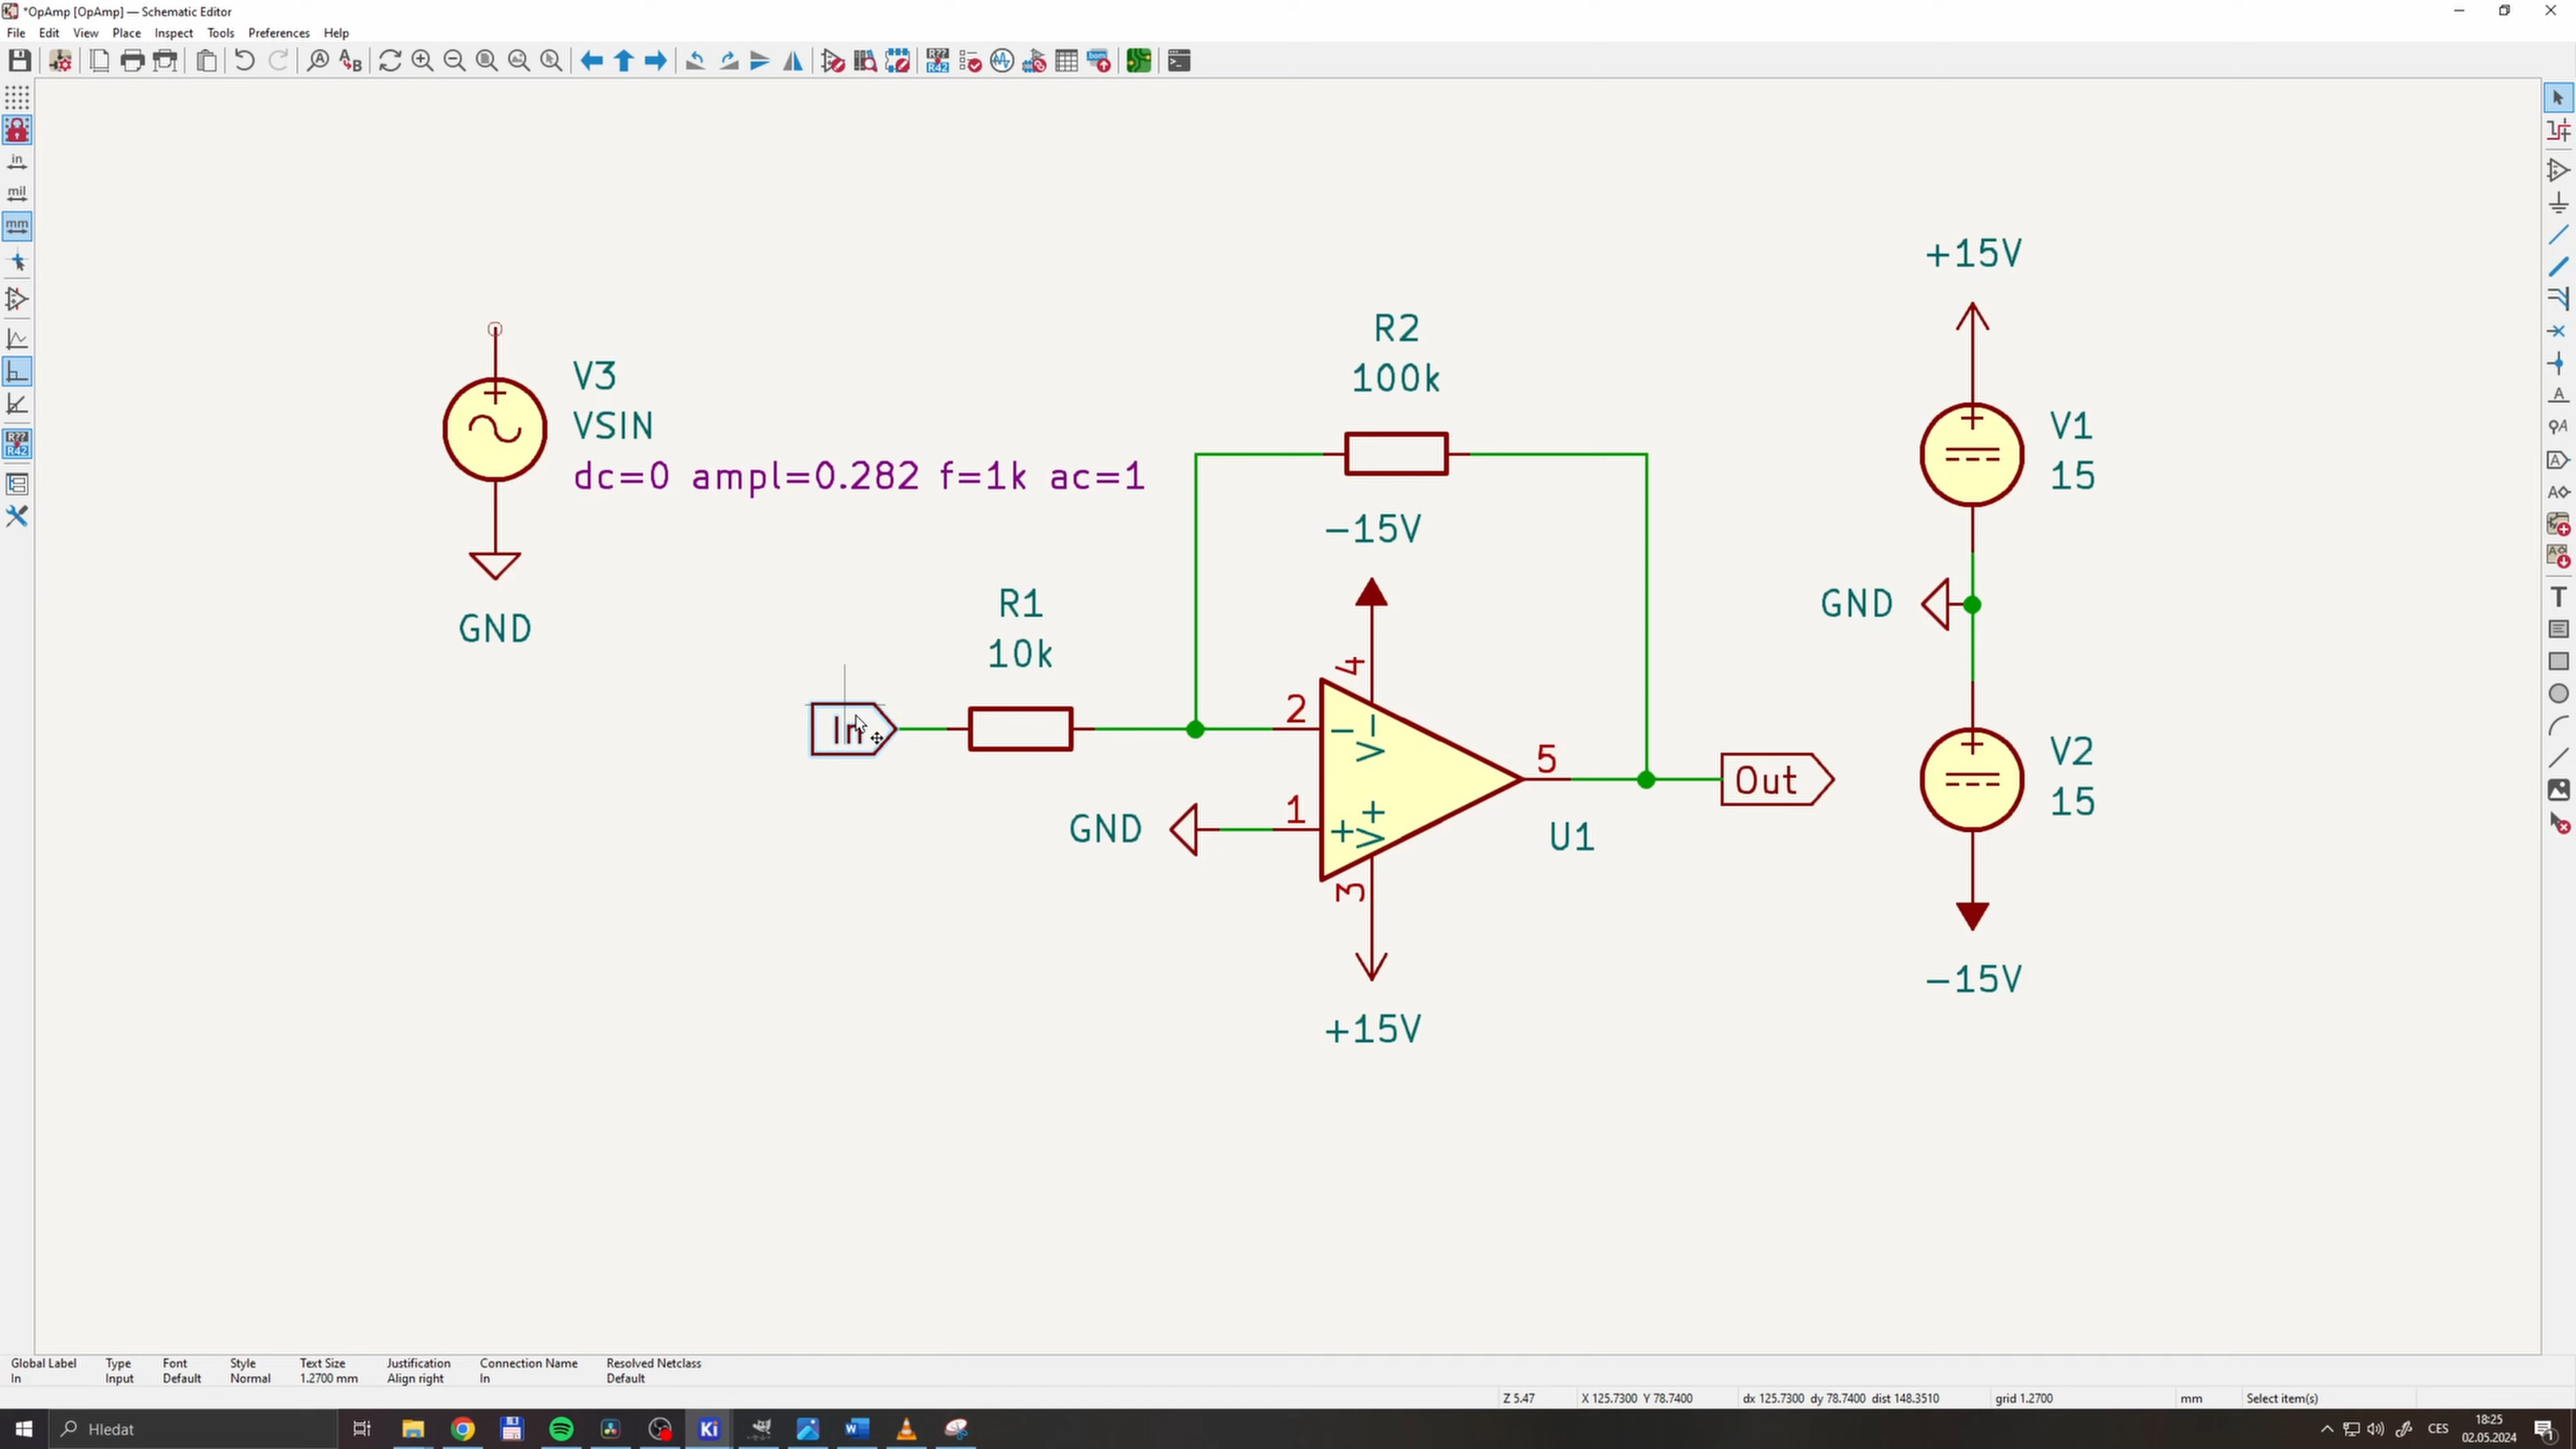 *OpAmp [OpAmp] — Schematic Editor
File Edit View Place Inspect Tools Preferences Help
in
mil
mm
R??
R42
+15V
R2
100k
V3
VSIN
dc=0 ampl=0.282 f=1k ac=1
V1
15
−15V
R1
10k
GND
GND
4
In
2
V−
5
Out
U1
V2
15
GND
1
V+
3
−15V
+15V
Global Label Type Font Style Text Size Justification Connection Name Resolved Netclass
In Input Default Normal 1.2700 mm Align right In Default
Z 5.47 X 125.7300 Y 78.7400 dx 125.7300 dy 78.7400 dist 148.3510 grid 1.2700 mm Select item(s)
Hledat
Ki
CES
18:25
02.05.2024